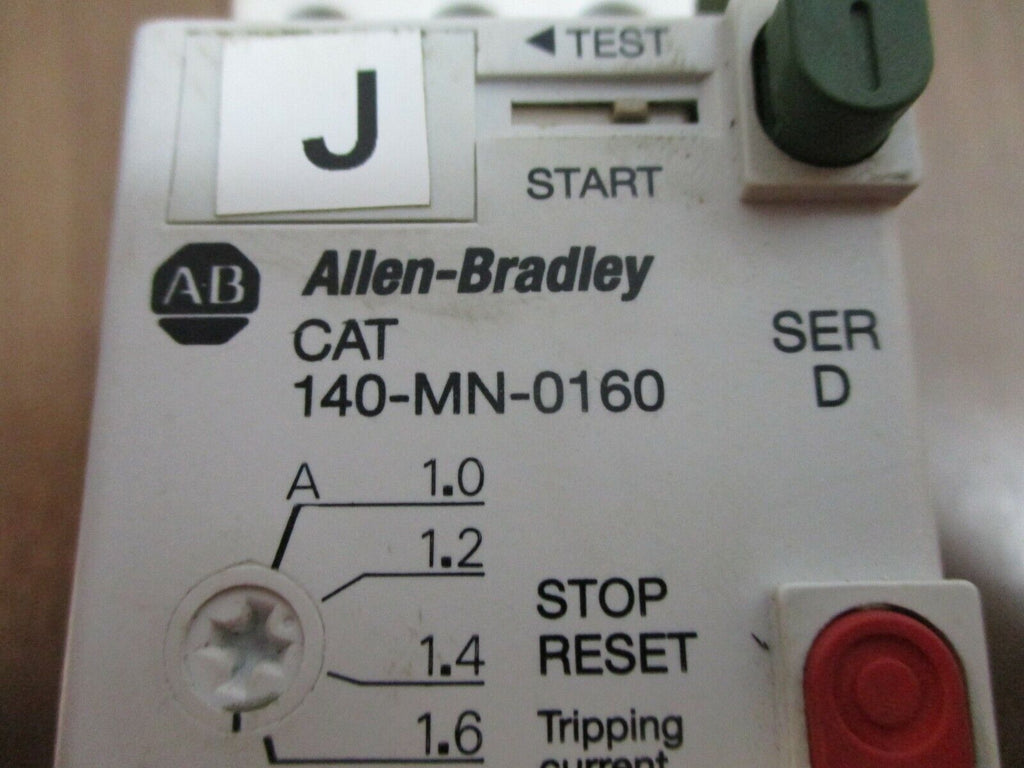 J
◀ TEST
START
I
A·B
Allen-Bradley
CAT
140-MN-0160
SER
D
A
1.0
1.2
1.4
1.6
STOP
RESET
Tripping
current